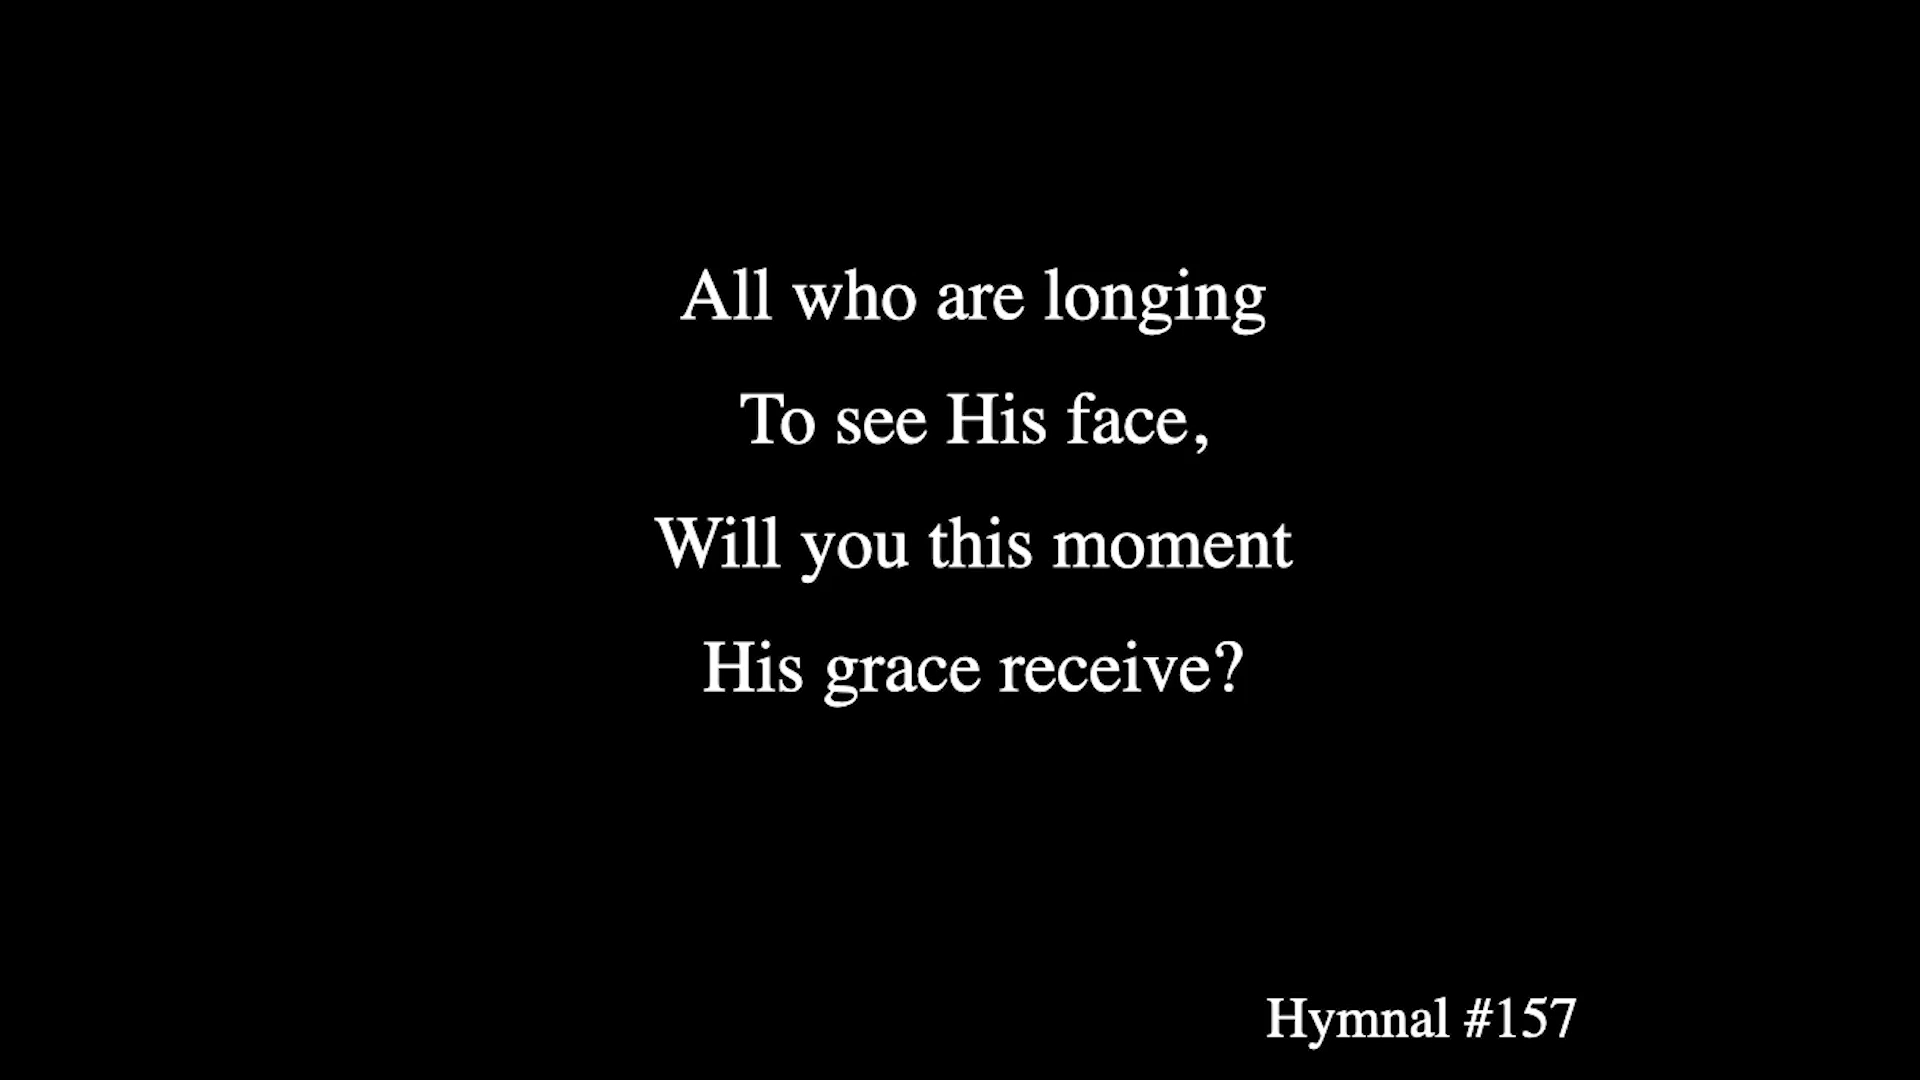 All who are longing
To see His face,
Will you this moment
His grace receive?
Hymnal #157